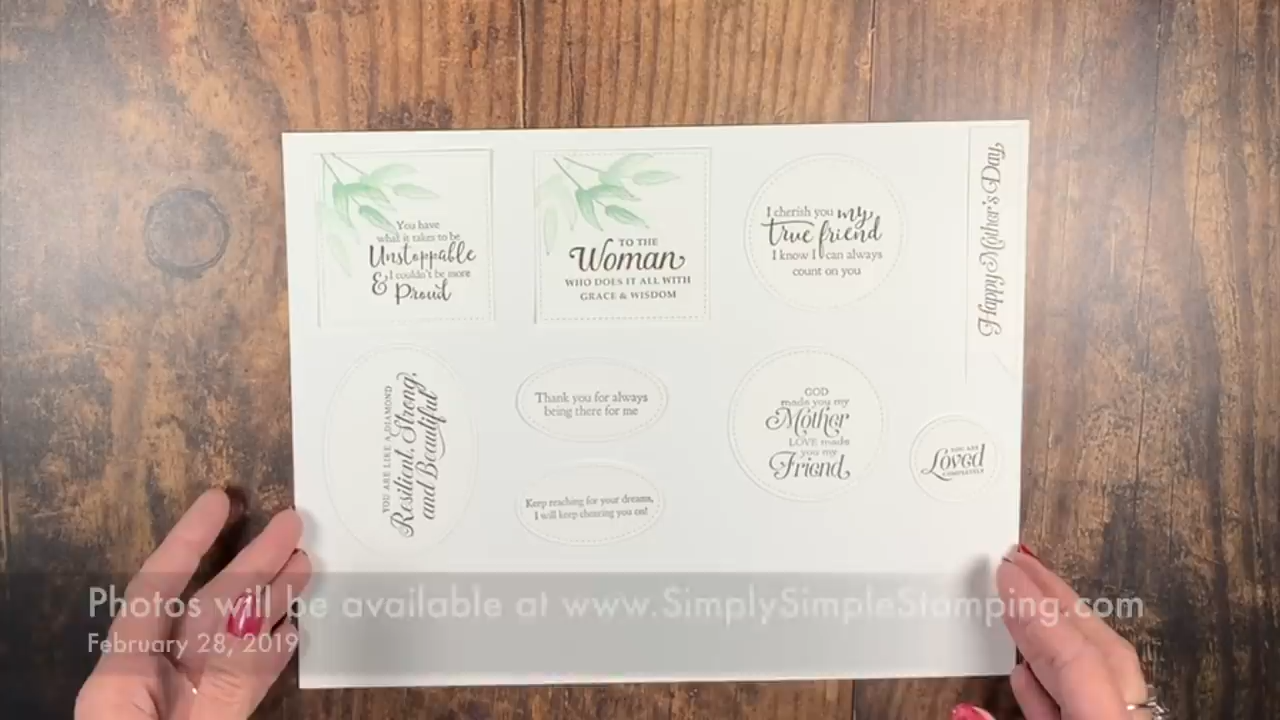 You have
what it takes to be
Unstoppable
& I couldn't be more
Proud
TO THE
Woman
WHO DOES IT ALL WITH
GRACE & WISDOM
I cherish you my
true friend
I know I can always
count on you
Happy Mother's Day
YOU ARE LIKE A DIAMOND
Resilient, Strong,
and Beautiful
Thank you for always
being there for me
Keep reaching for your dreams,
I will keep cheering you on!
GOD
made you my
Mother
LOVE made
you my
Friend
YOU ARE
Loved
COMPLETELY
Photos will be available at www.SimplySimpleStamping.com
February 28, 2019